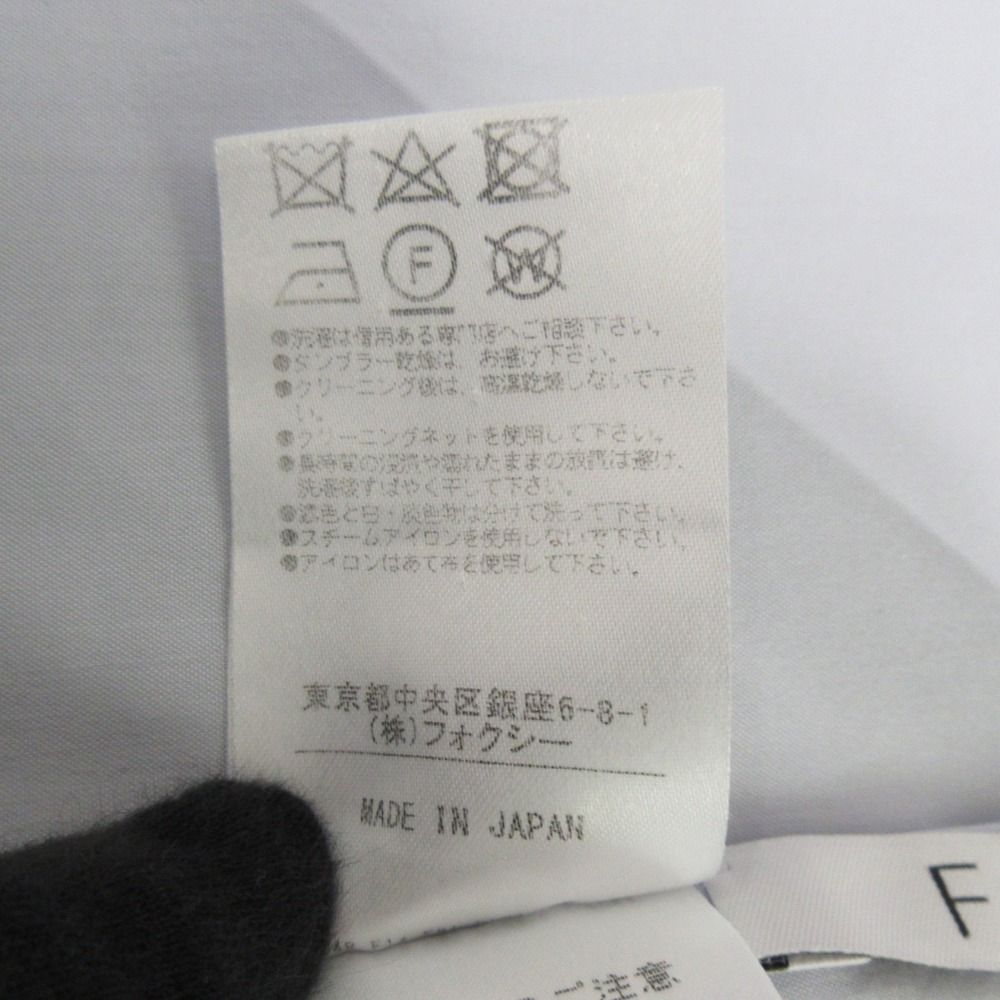 F
W
●洗濯は信用ある専門店へご相談下さい。
●タンブラー乾燥は、お避け下さい。
●クリーニング後は、高温乾燥しないで下さ
い。
●クリーニングネットを使用して下さい。
●長時間の浸漬や濡れたままの放置は避け、
洗濯後すばやく干して下さい。
●濃色と白・淡色物は分けて洗って下さい。
●スチームアイロンを使用しないで下さい。
●アイロンはあて布を使用して下さい。
東京都中央区銀座6-8-1
(株)フォクシー
MADE IN JAPAN
F
ご注意